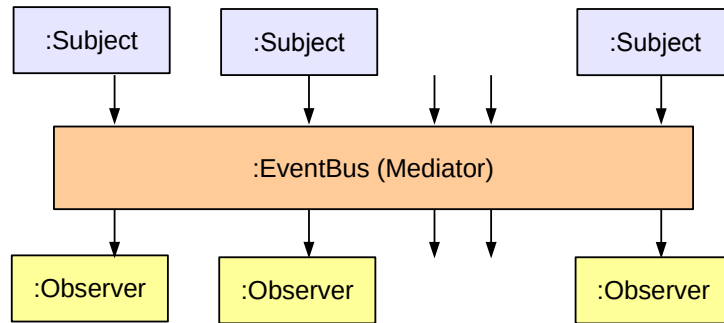 :Subject
:Subject
:Subject
:EventBus (Mediator)
:Observer
:Observer
:Observer